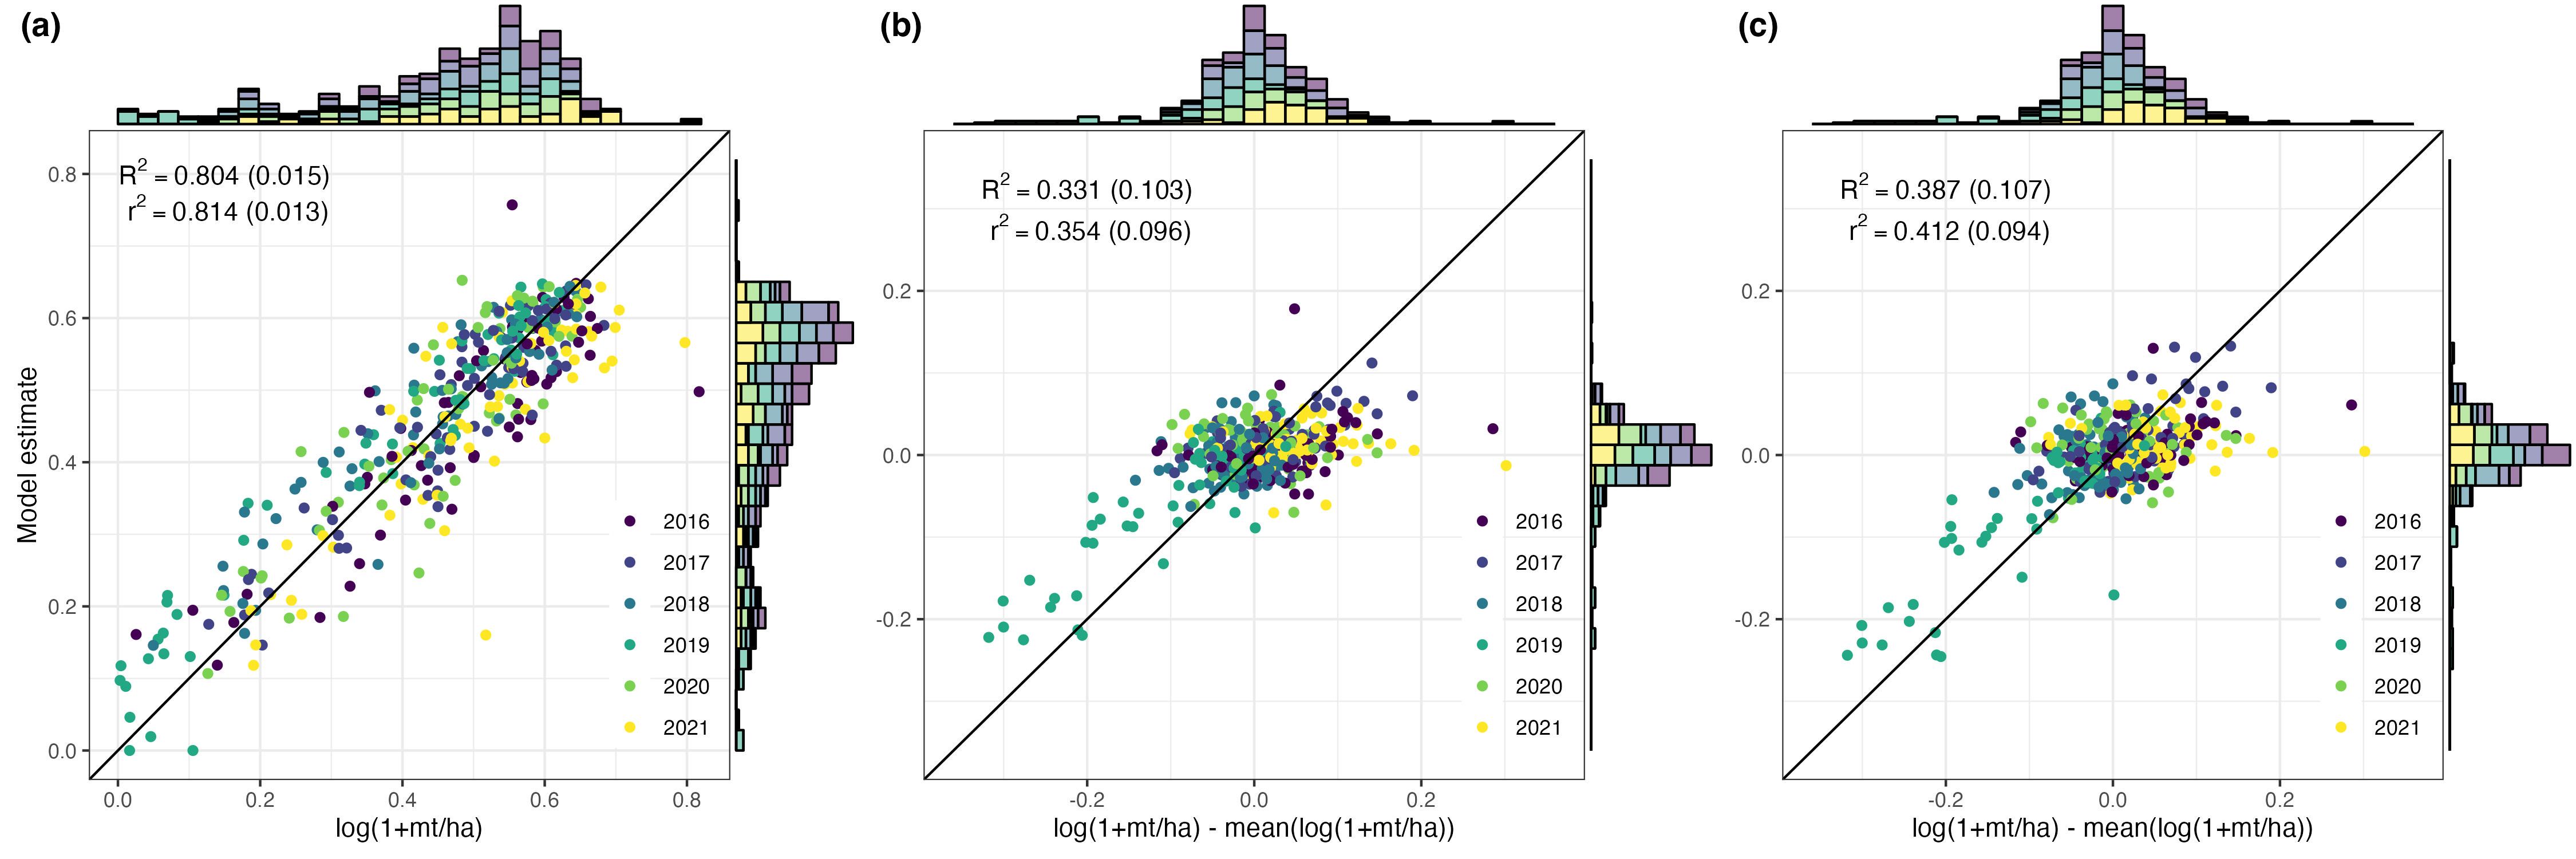 (a)
R² = 0.804 (0.015)
r² = 0.814 (0.013)
Model estimate
0.8
0.6
0.4
0.2
0.0
2016
2017
2018
2019
2020
2021
0.0 0.2 0.4 0.6 0.8
log(1+mt/ha)
(b)
R² = 0.331 (0.103)
r² = 0.354 (0.096)
0.2
0.0
-0.2
2016
2017
2018
2019
2020
2021
-0.2 0.0 0.2
log(1+mt/ha) - mean(log(1+mt/ha))
(c)
R² = 0.387 (0.107)
r² = 0.412 (0.094)
0.2
0.0
-0.2
2016
2017
2018
2019
2020
2021
-0.2 0.0 0.2
log(1+mt/ha) - mean(log(1+mt/ha))